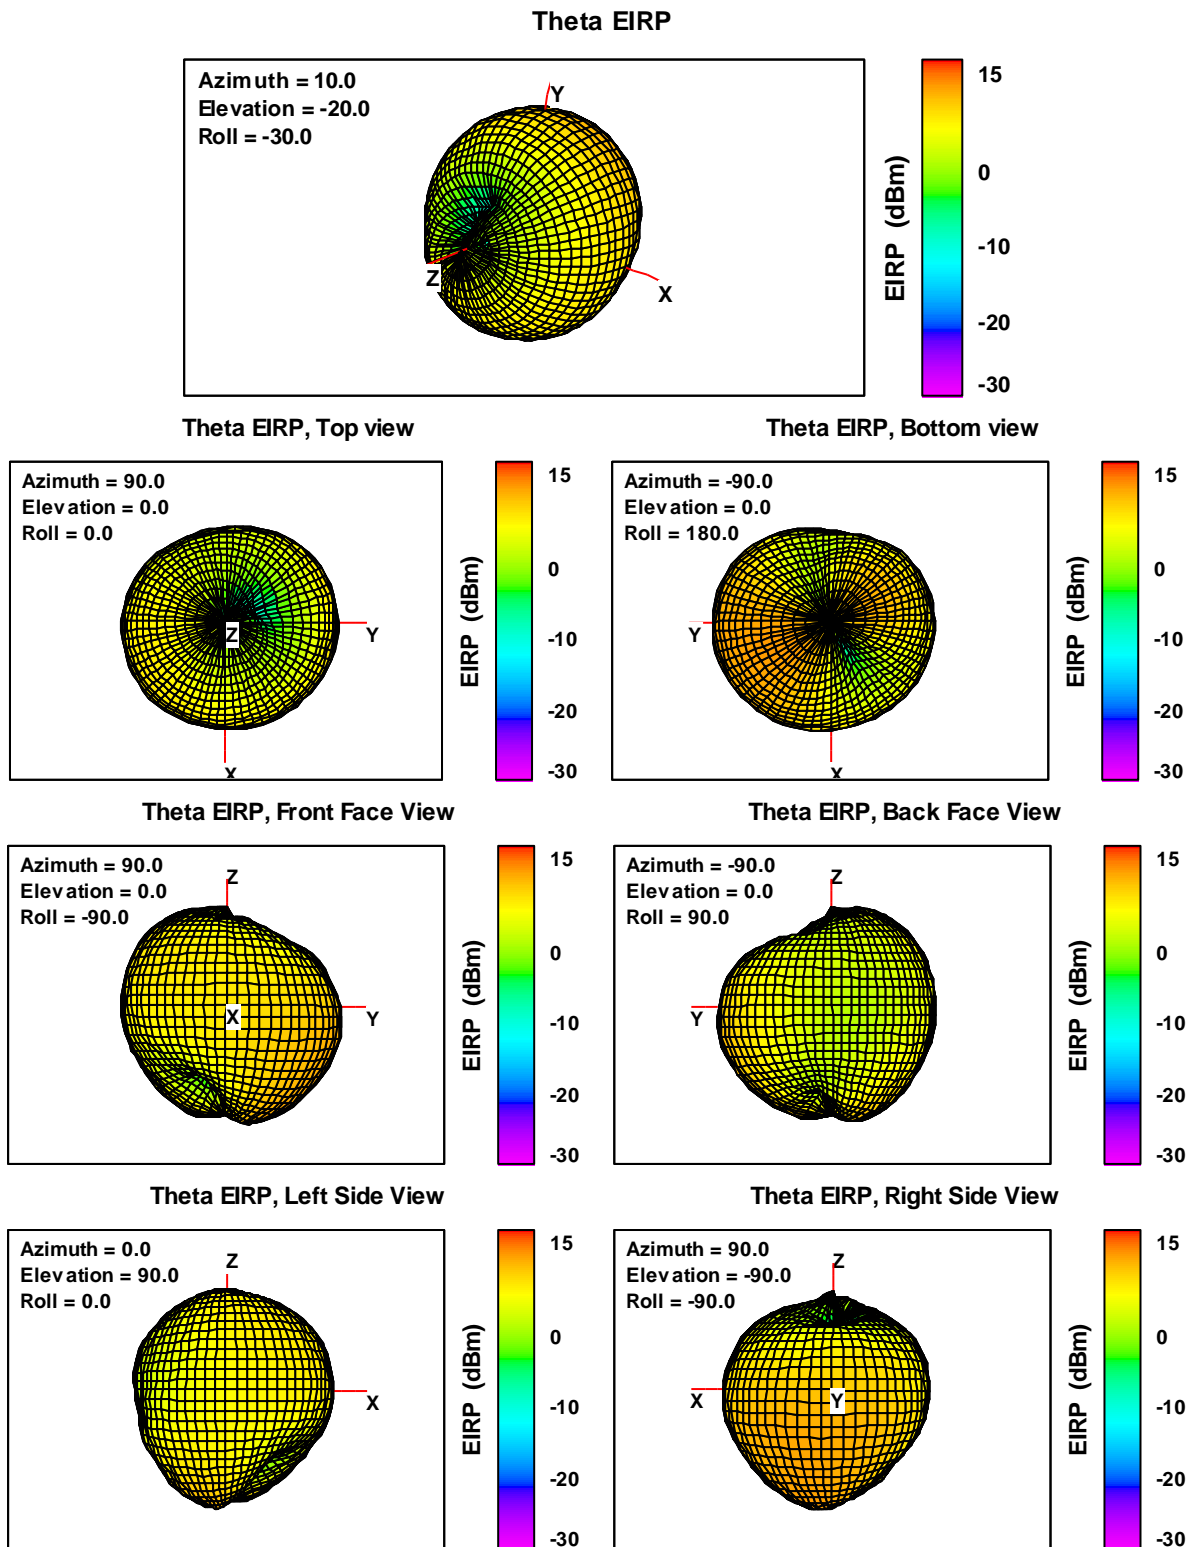 Theta EIRP
Azimuth = 10.0
Elevation = -20.0
Roll = -30.0
Y
Z
X
EIRP (dBm)
15
0
-10
-20
-30
Theta EIRP, Top view
Azimuth = 90.0
Elevation = 0.0
Roll = 0.0
Z
Y
X
EIRP (dBm)
15
0
-10
-20
-30
Theta EIRP, Bottom view
Azimuth = -90.0
Elevation = 0.0
Roll = 180.0
Y
X
EIRP (dBm)
15
0
-10
-20
-30
Theta EIRP, Front Face View
Azimuth = 90.0
Elevation = 0.0
Roll = -90.0
Z
X
Y
EIRP (dBm)
15
0
-10
-20
-30
Theta EIRP, Back Face View
Azimuth = -90.0
Elevation = 0.0
Roll = 90.0
Z
Y
EIRP (dBm)
15
0
-10
-20
-30
Theta EIRP, Left Side View
Azimuth = 0.0
Elevation = 90.0
Roll = 0.0
Z
X
EIRP (dBm)
15
0
-10
-20
-30
Theta EIRP, Right Side View
Azimuth = 90.0
Elevation = -90.0
Roll = -90.0
Z
X
Y
EIRP (dBm)
15
0
-10
-20
-30